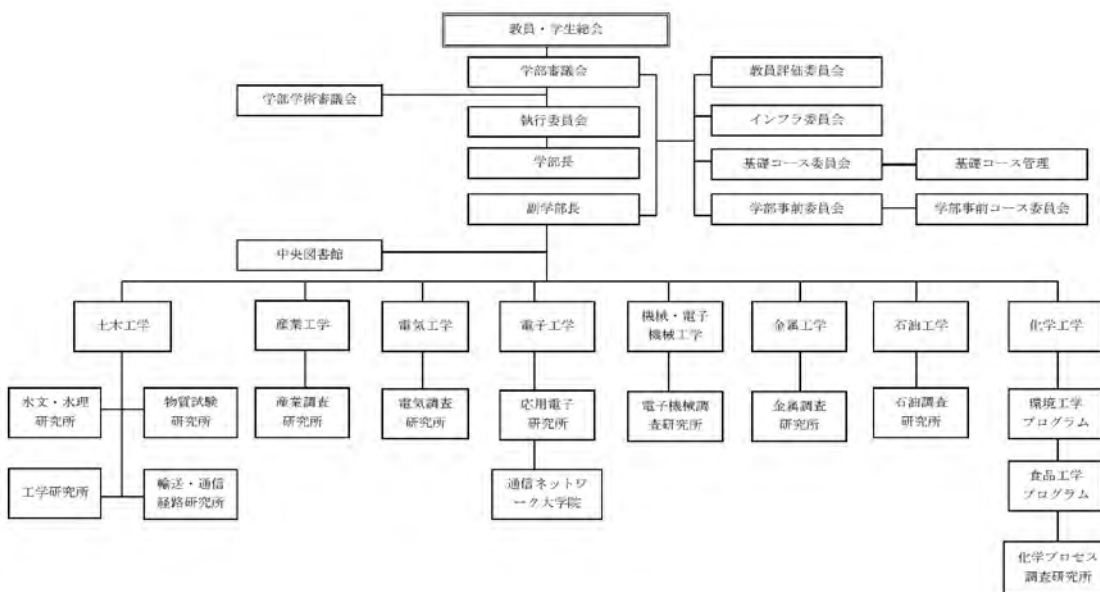 教員・学生総会
学部審議会
教員評価委員会
学部学術審議会
執行委員会
インフラ委員会
学部長
基礎コース委員会
基礎コース管理
副学部長
学部事前委員会
学部事前コース委員会
中央図書館
土木工学
産業工学
電気工学
電子工学
機械・電子
機械工学
金属工学
石油工学
化学工学
水文・水理
研究所
物質試験
研究所
産業調査
研究所
電気調査
研究所
応用電子
研究所
電子機械調
査研究所
金属調査
研究所
石油調査
研究所
環境工学
プログラム
工学研究所
輸送・通信
経路研究所
通信ネットワ
ーク大学院
食品工学
プログラム
化学プロセス
調査研究所